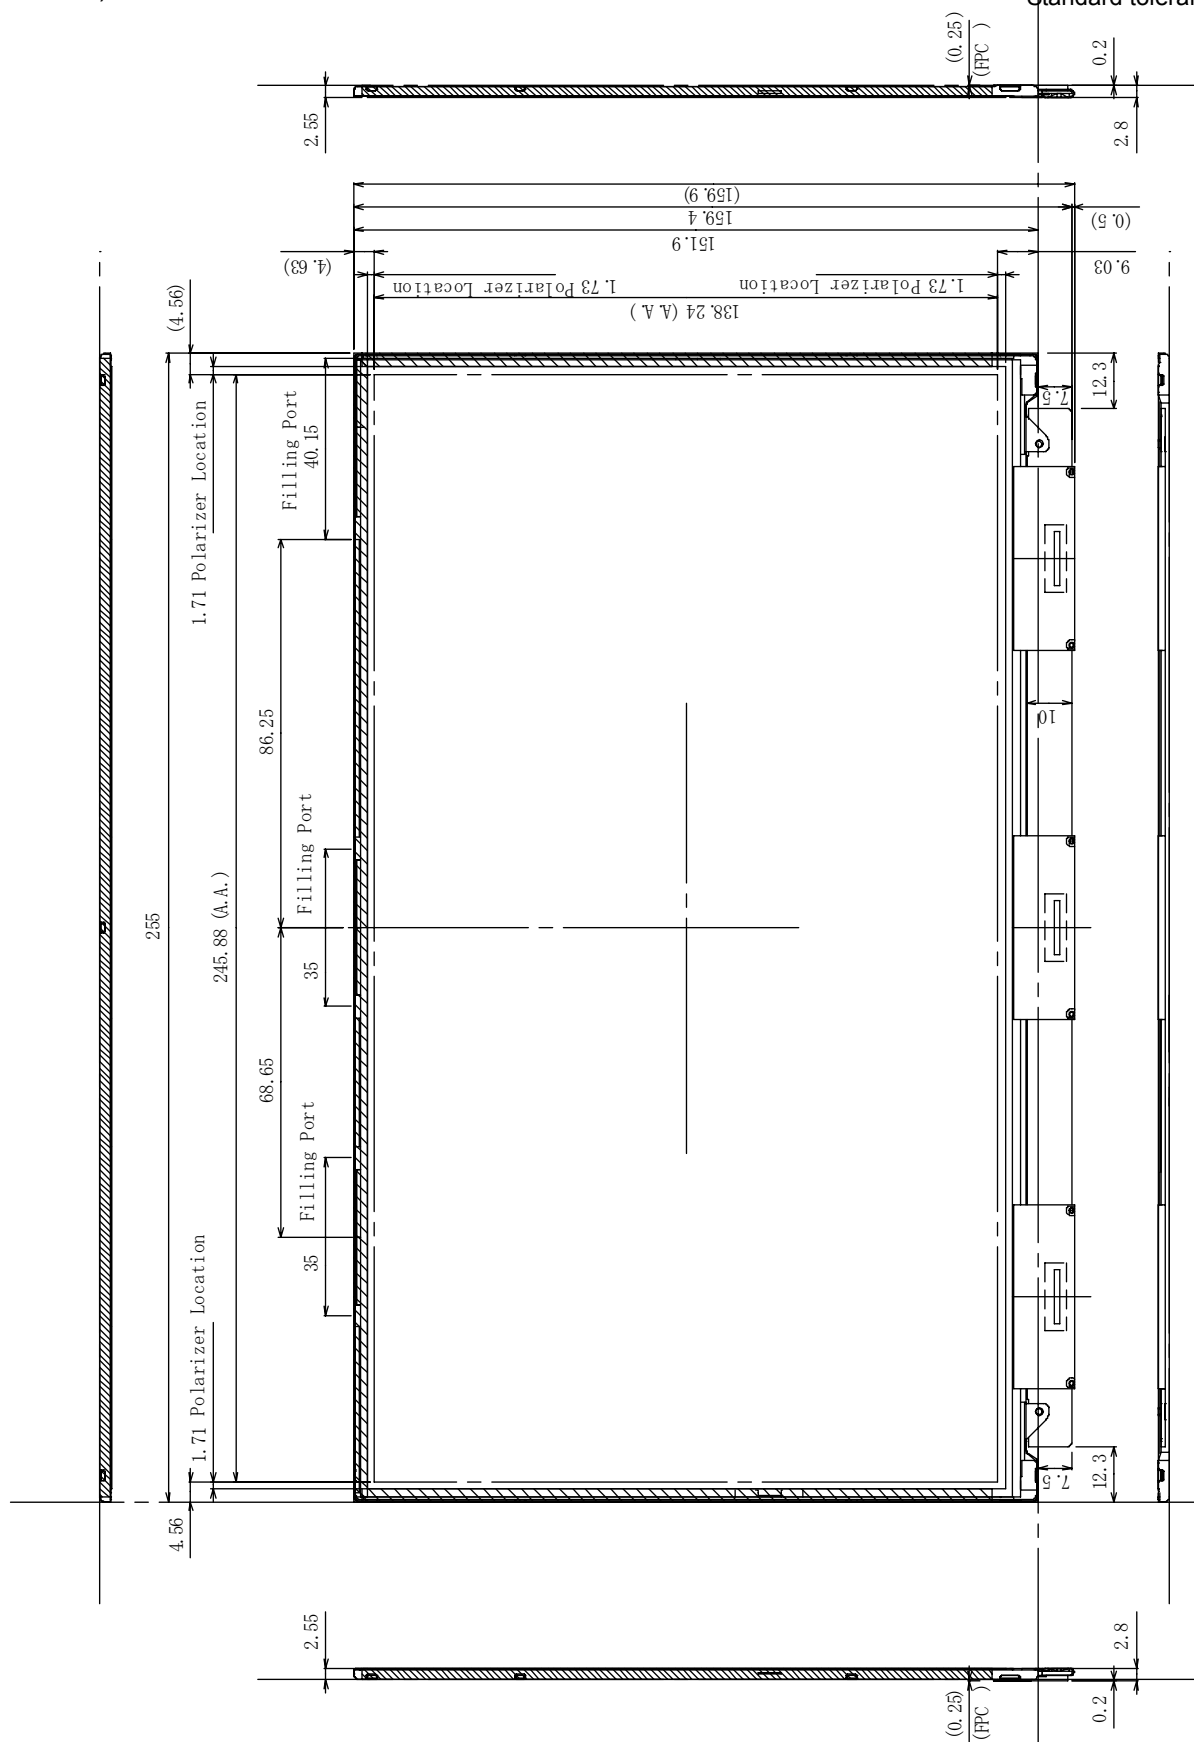 Standard toleran
(0.25)
(FPC )
0.2
2.55
2.8
(159.9)
159.4
(0.5)
151.9
(4.63)
9.03
1.73 Polarizer Location
1.73 Polarizer Location
138.24 (A.A.)
(4.56)
12.3
7.5
1.71 Polarizer Location
Filling Port
40.15
10
86.25
Filling Port
255
245.88 (A.A.)
35
68.65
Filling Port
35
1.71 Polarizer Location
4.56
7.5
12.3
2.55
2.8
(0.25)
(FPC )
0.2